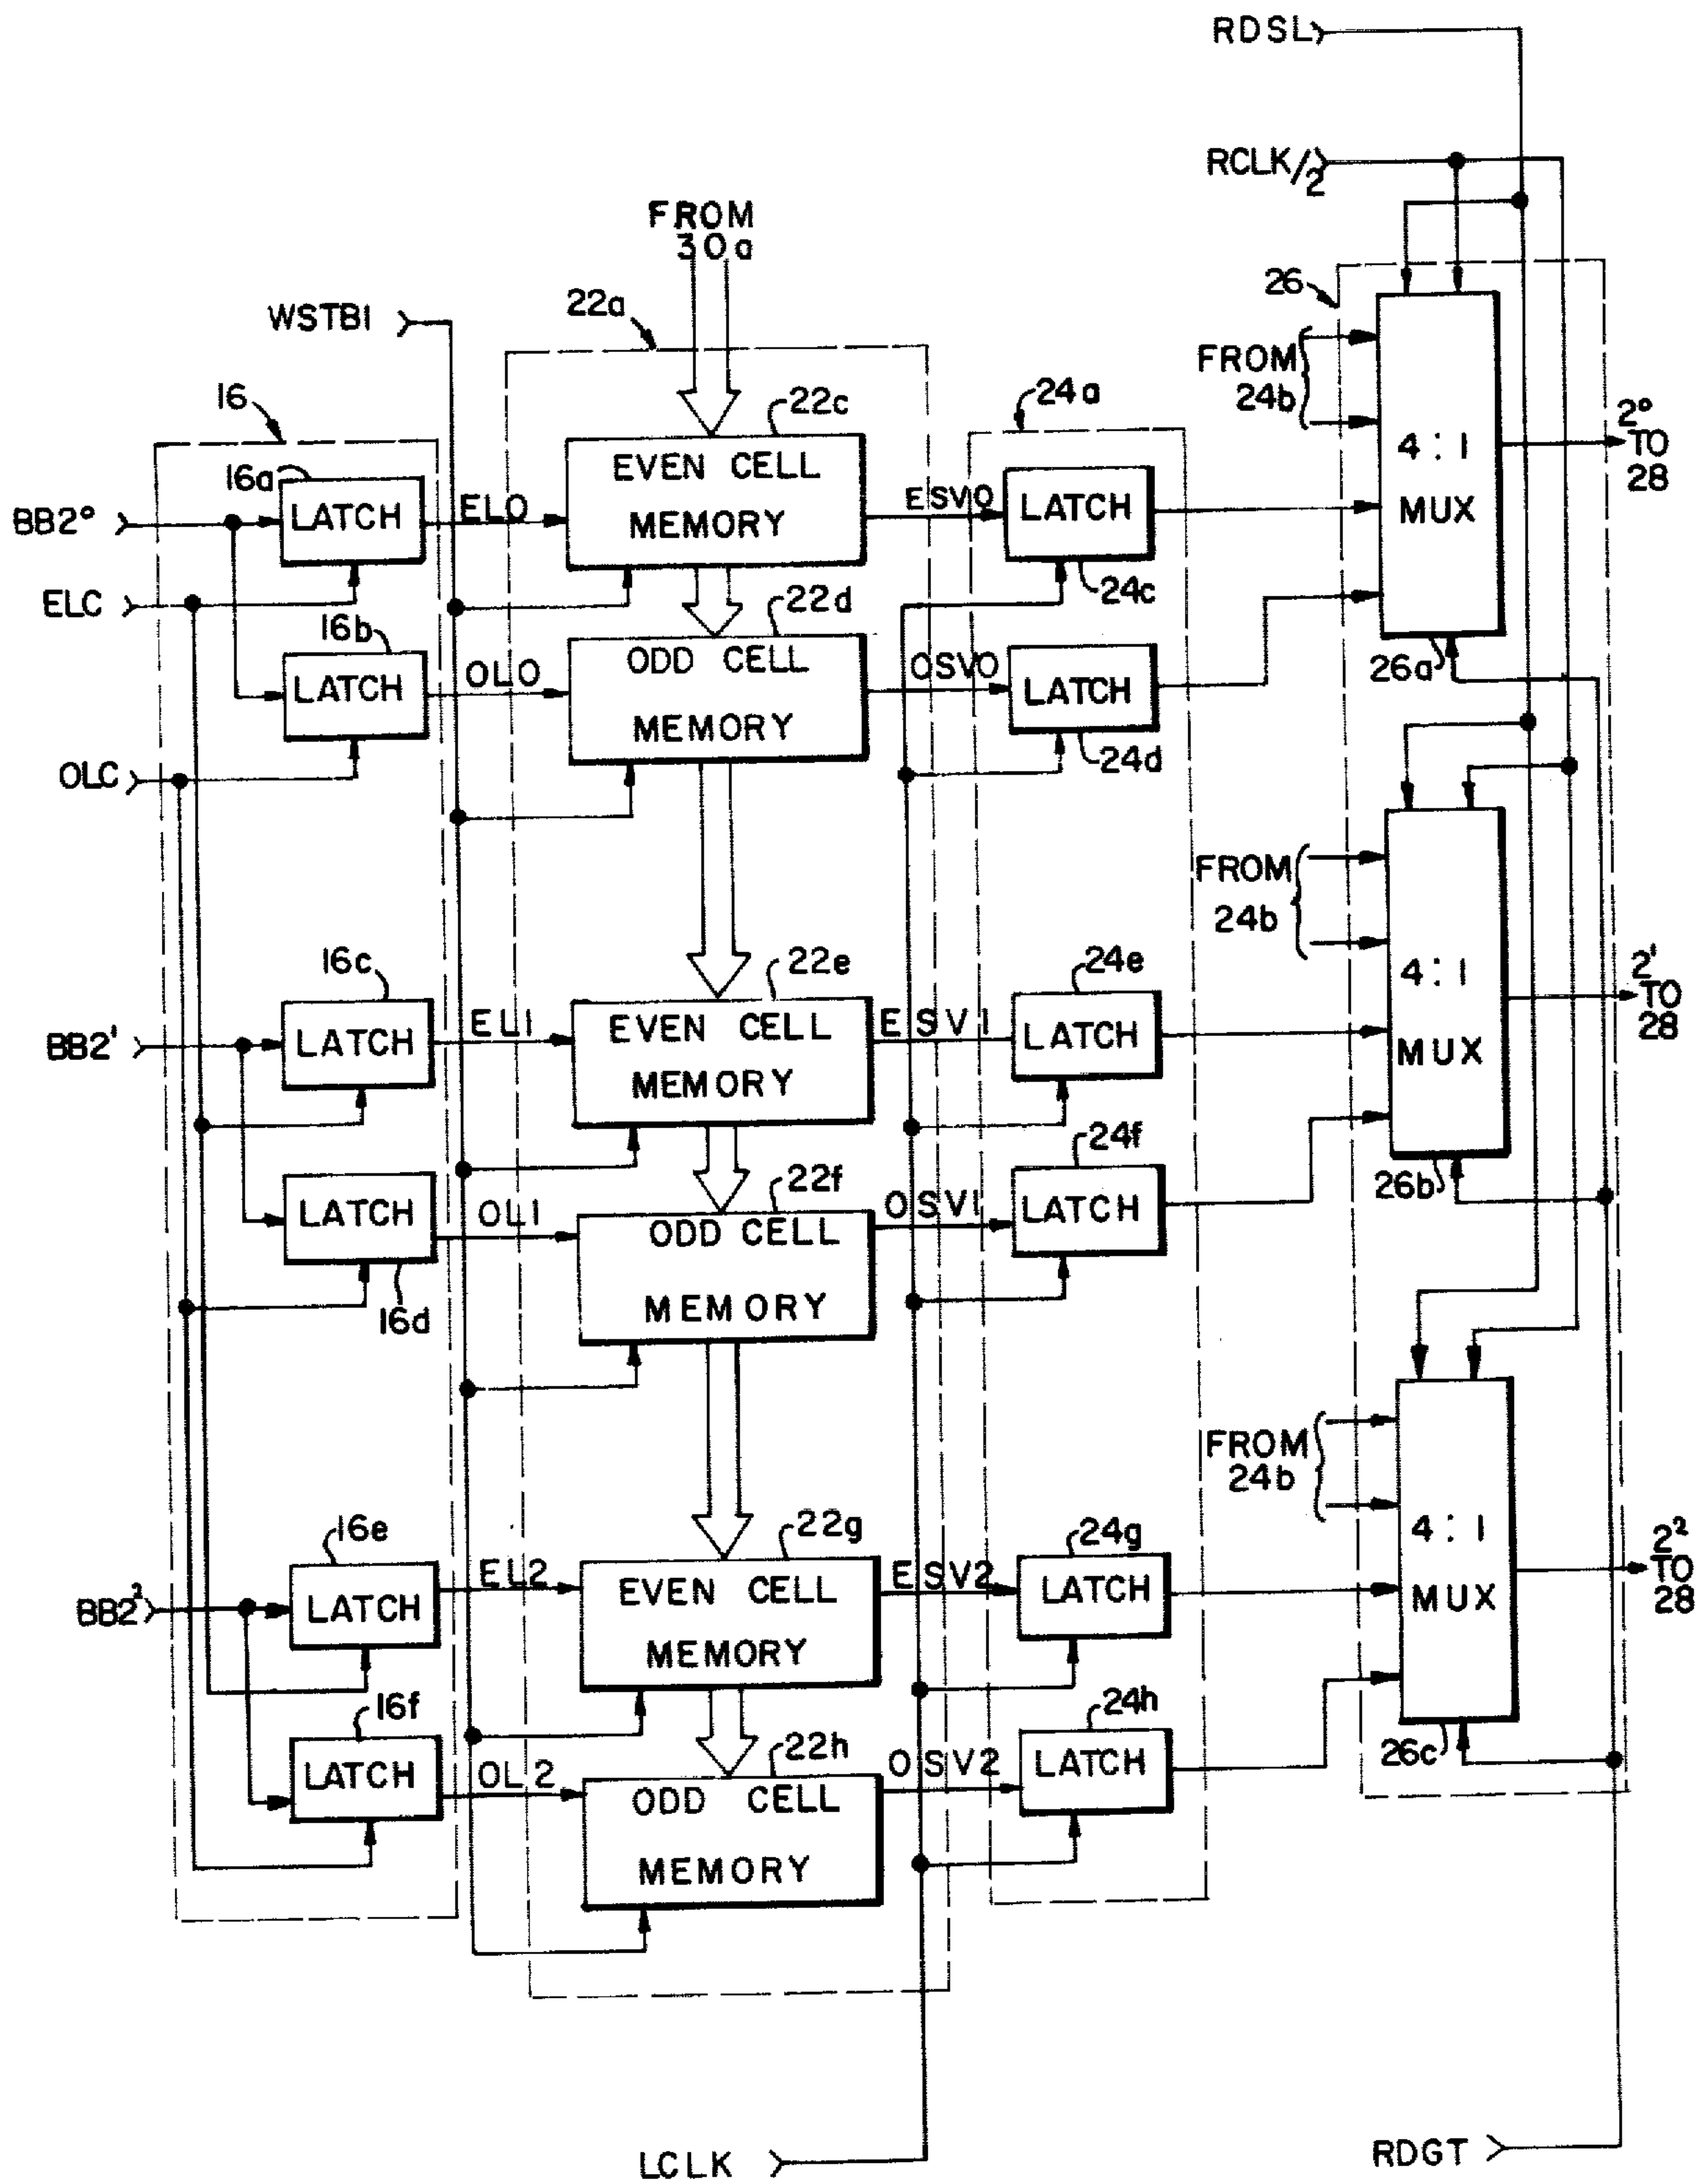 RDSL
RCLK/2
FROM
30a
WSTB1
22a
26
16
22c
24a
FROM
24b
2⁰
TO
28
16a
LATCH
EL0
EVEN CELL
MEMORY
ESV0
LATCH
4:1
MUX
BB2⁰
ELC
16b
22d
24c
LATCH
OL0
ODD CELL
MEMORY
OSV0
LATCH
26a
OLC
24d
FROM
24b
16c
22e
24e
4:1
MUX
2¹
TO
28
BB2¹
LATCH
EL1
EVEN CELL
MEMORY
ESV1
LATCH
24f
22f
26b
LATCH
OL1
ODD CELL
MEMORY
OSV1
LATCH
16d
FROM
24b
16e
22g
24g
4:1
MUX
2²
TO
28
BB2²
LATCH
EL2
EVEN CELL
MEMORY
ESV2
LATCH
16f
22h
24h
26c
LATCH
OL2
ODD CELL
MEMORY
OSV2
LATCH
LCLK
RDGT